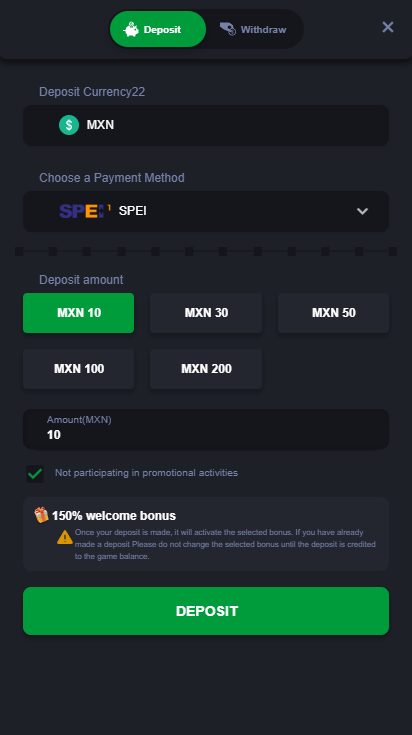 Deposit
Withdraw
Deposit Currency22
$ MXN
Choose a Payment Method
SPEI SPEI
Deposit amount
MXN 10
MXN 30
MXN 50
MXN 100
MXN 200
Amount(MXN)
10
Not participating in promotional activities
150% welcome bonus
Once your deposit is made, it will activate the selected bonus. If you have already
made a deposit Please do not change the selected bonus until the deposit is credited
to the game balance.
DEPOSIT